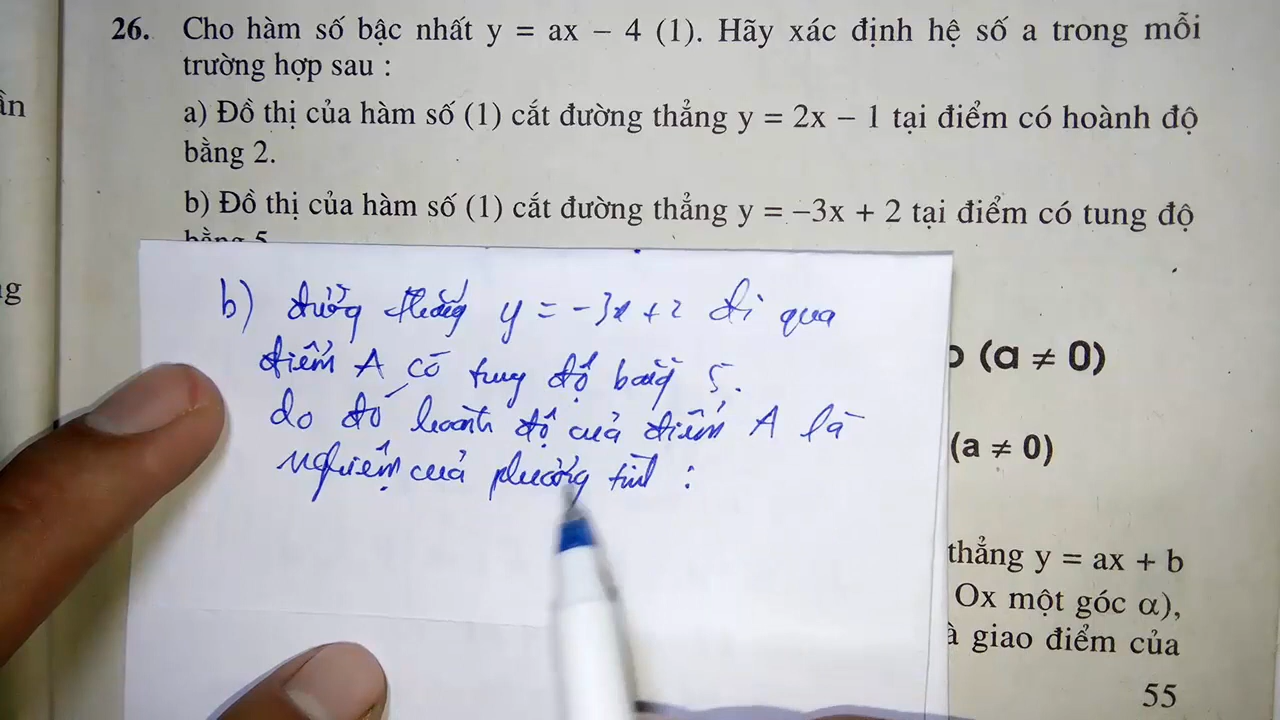 26. Cho hàm số bậc nhất y = ax – 4 (1). Hãy xác định hệ số a trong mỗi
trường hợp sau :
a) Đồ thị của hàm số (1) cắt đường thẳng y = 2x – 1 tại điểm có hoành độ
bằng 2.
b) Đồ thị của hàm số (1) cắt đường thẳng y = –3x + 2 tại điểm có tung độ
bằng 5
ần
g
b) đường thẳng y = -3x + 2 đi qua
điểm A có tung độ bằng 5.
do đó hoành độ của điểm A là
nghiệm của phương trình :
(a ≠ 0)
(a ≠ 0)
thẳng y = ax + b
Ox một góc α),
à giao điểm của
55